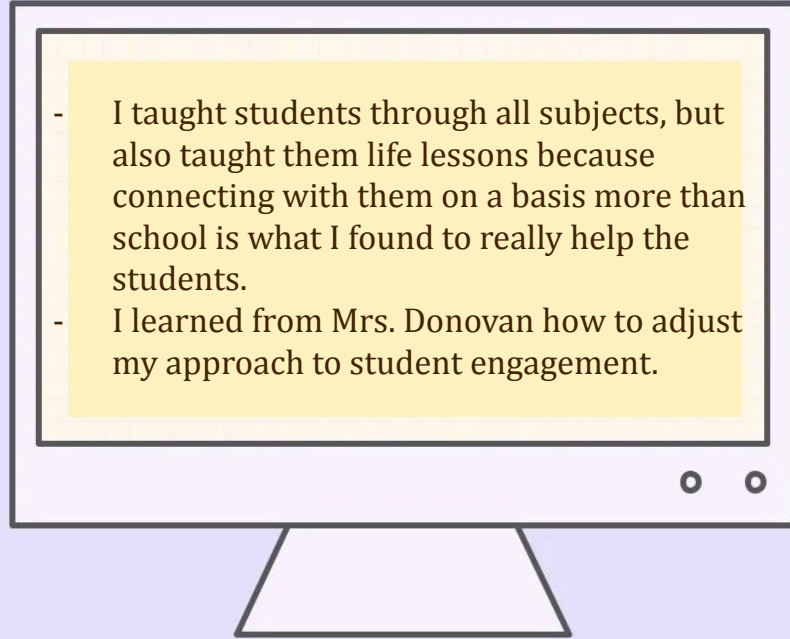 - I taught students through all subjects, but
also taught them life lessons because
connecting with them on a basis more than
school is what I found to really help the
students.
- I learned from Mrs. Donovan how to adjust
my approach to student engagement.